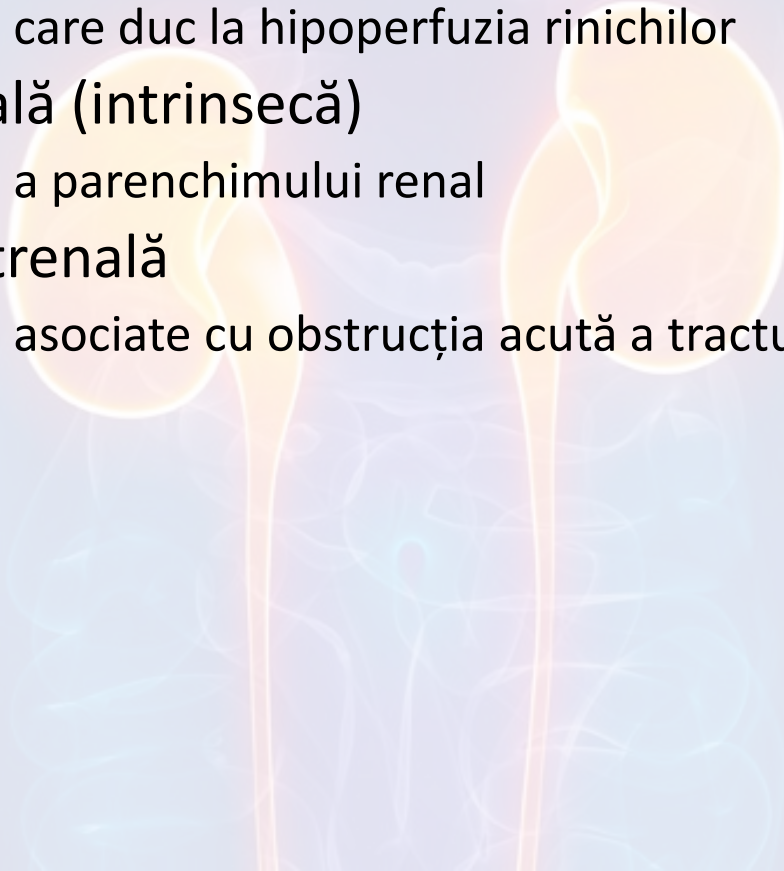 care duc la hipoperfuzia rinichilor
ală (intrinsecă)
a parenchimului renal
trenală
asociate cu obstrucția acută a tractu